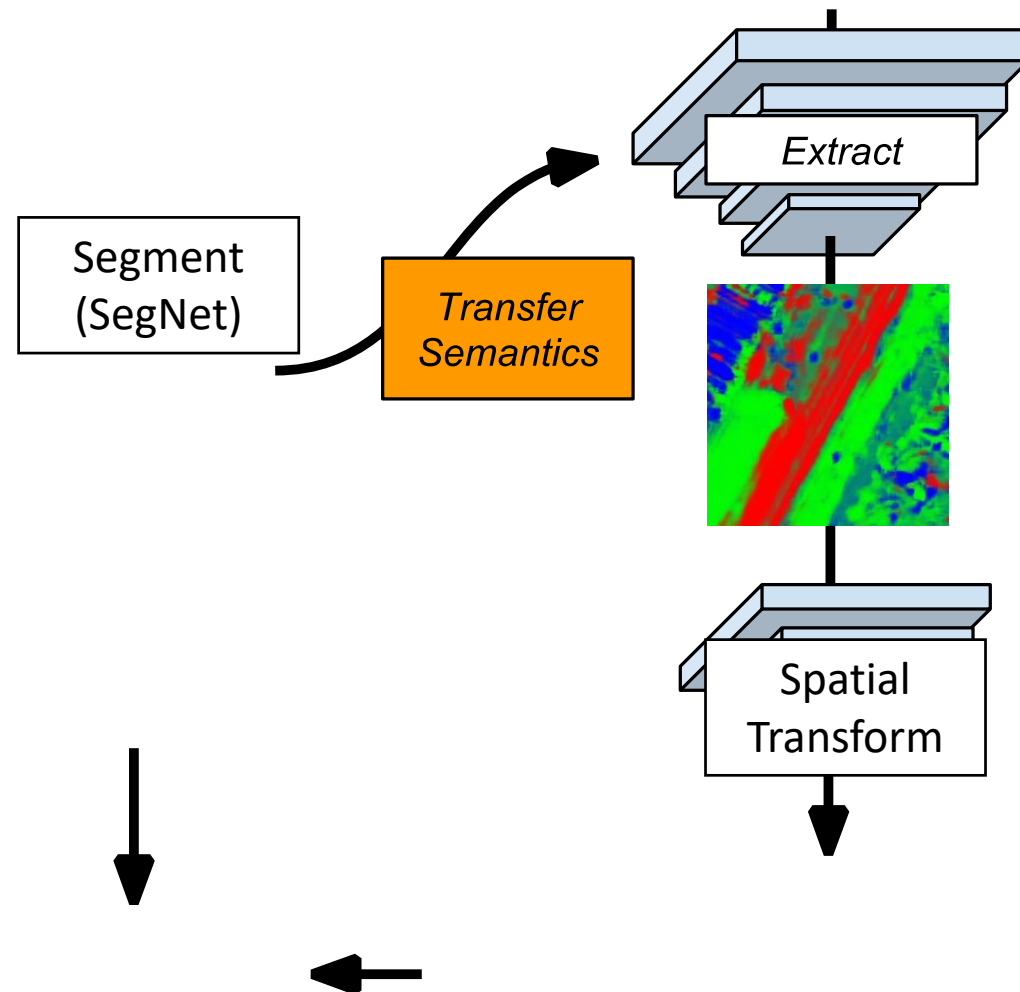 Extract
Segment
(SegNet)
Transfer
Semantics
Spatial
Transform